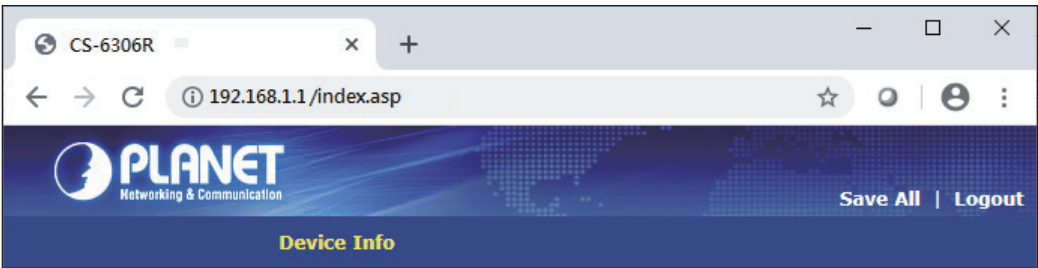 CS-6306R
192.168.1.1/index.asp
PLANET
Networking & Communication
Save All | Logout
Device Info